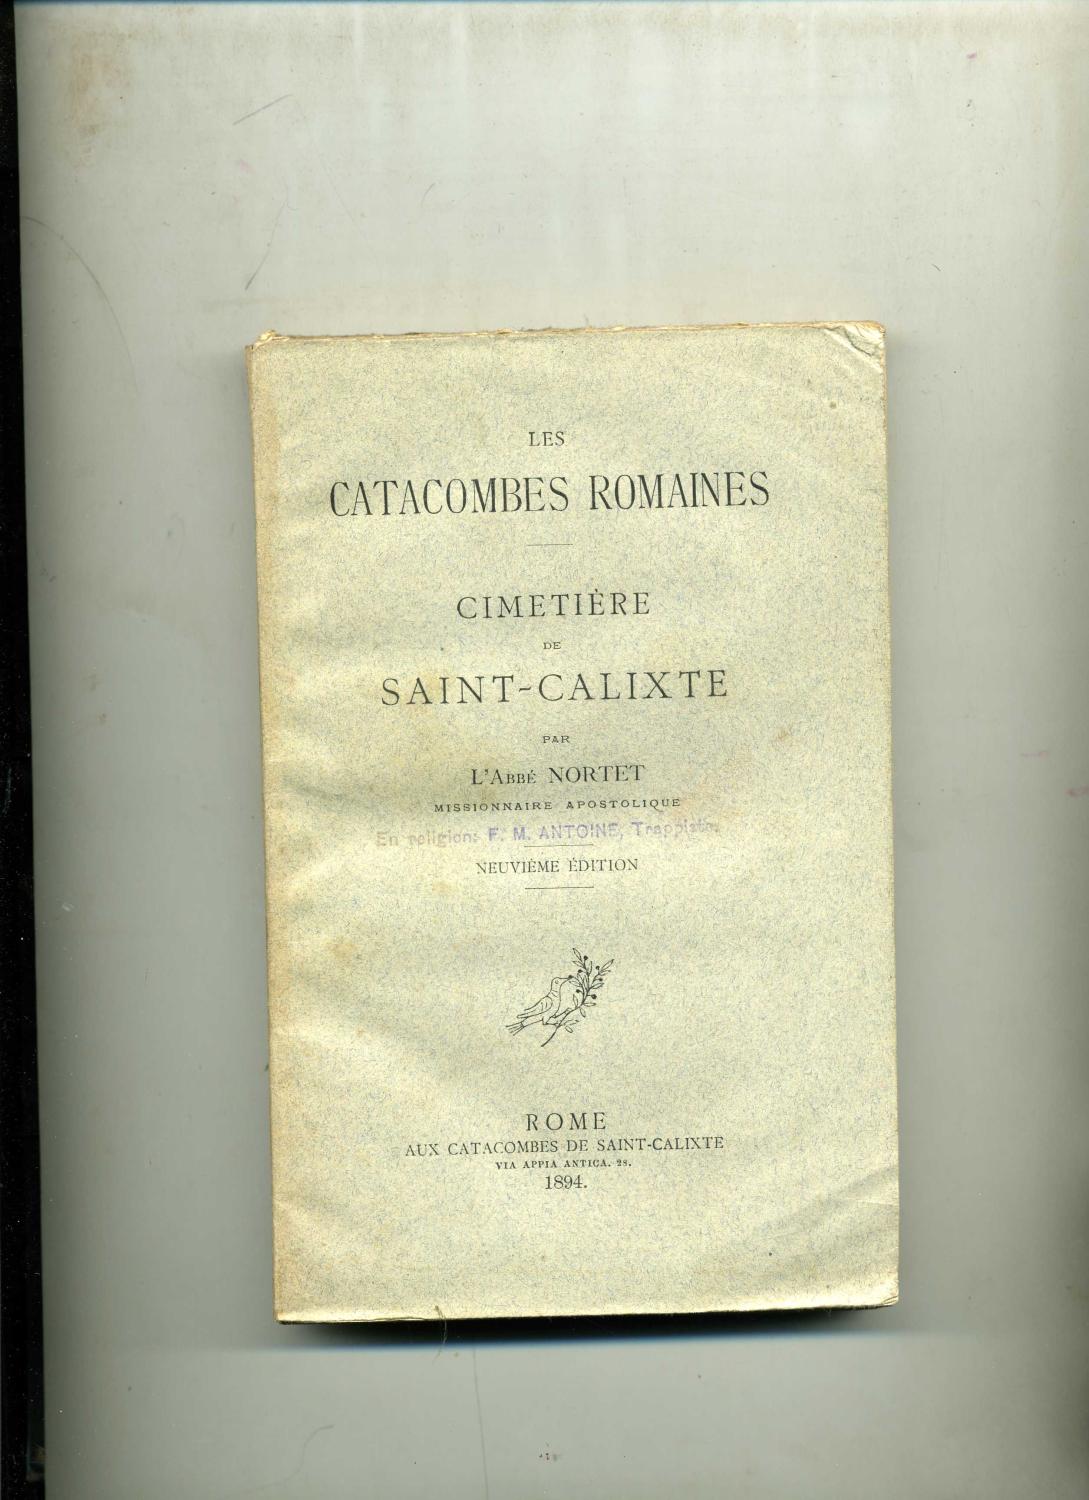 LES
CATACOMBES ROMAINES
CIMETIÈRE
DE
SAINT-CALIXTE
PAR
L'ABBÉ NORTET
MISSIONNAIRE APOSTOLIQUE
En religion: F. M. ANTOINE, Trappiste.
NEUVIÈME ÉDITION
ROME
AUX CATACOMBES DE SAINT-CALIXTE
VIA APPIA ANTICA. 28.
1894.